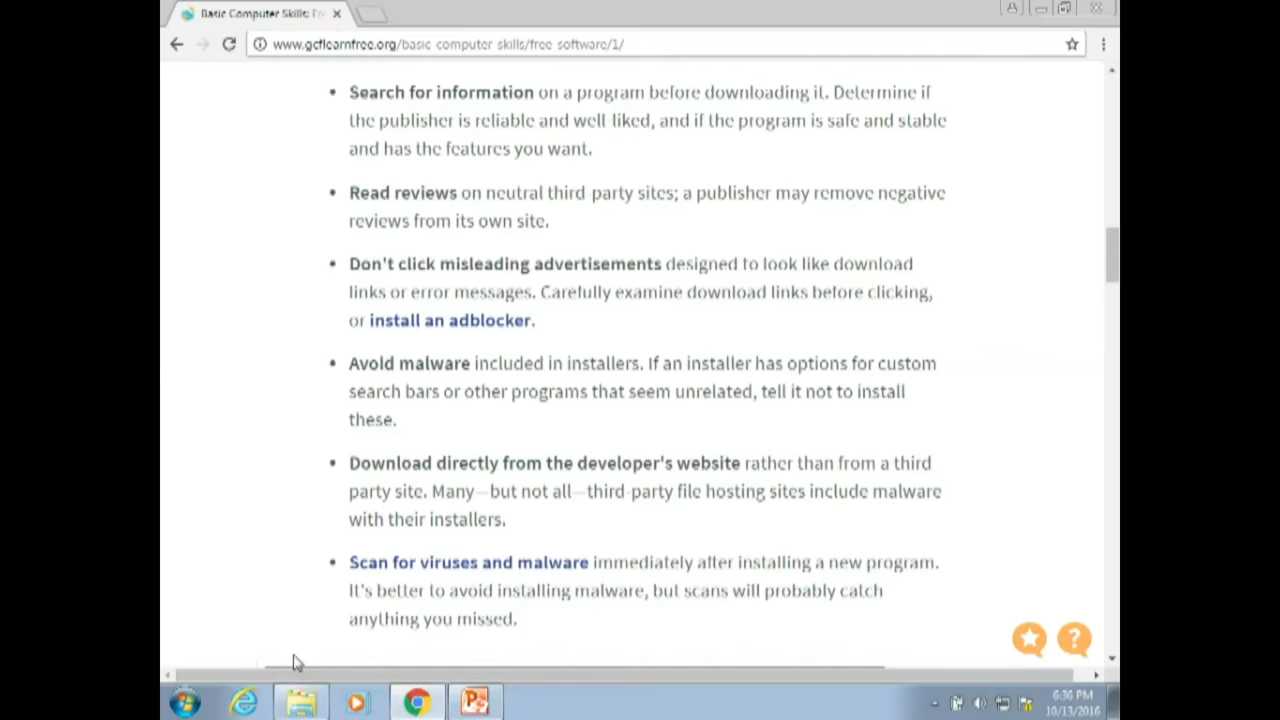 Basic Computer Skills: Fr
www.gcflearnfree.org/basic computer skills/free software/1/
• Search for information on a program before downloading it. Determine if
the publisher is reliable and well liked, and if the program is safe and stable
and has the features you want.
• Read reviews on neutral third party sites; a publisher may remove negative
reviews from its own site.
• Don't click misleading advertisements designed to look like download
links or error messages. Carefully examine download links before clicking,
or install an adblocker.
• Avoid malware included in installers. If an installer has options for custom
search bars or other programs that seem unrelated, tell it not to install
these.
• Download directly from the developer's website rather than from a third
party site. Many—but not all—third-party file hosting sites include malware
with their installers.
• Scan for viruses and malware immediately after installing a new program.
It's better to avoid installing malware, but scans will probably catch
anything you missed.
6:36 PM
10/13/2016